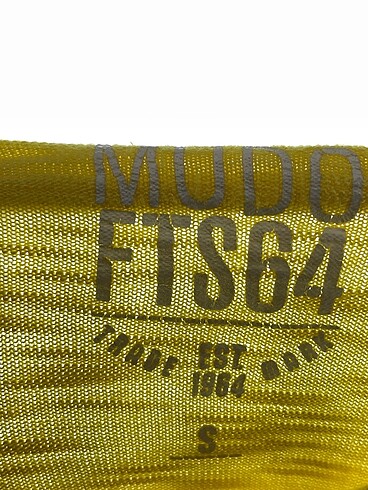 MUDO
FTS64
TRADE EST MARK
1964
S